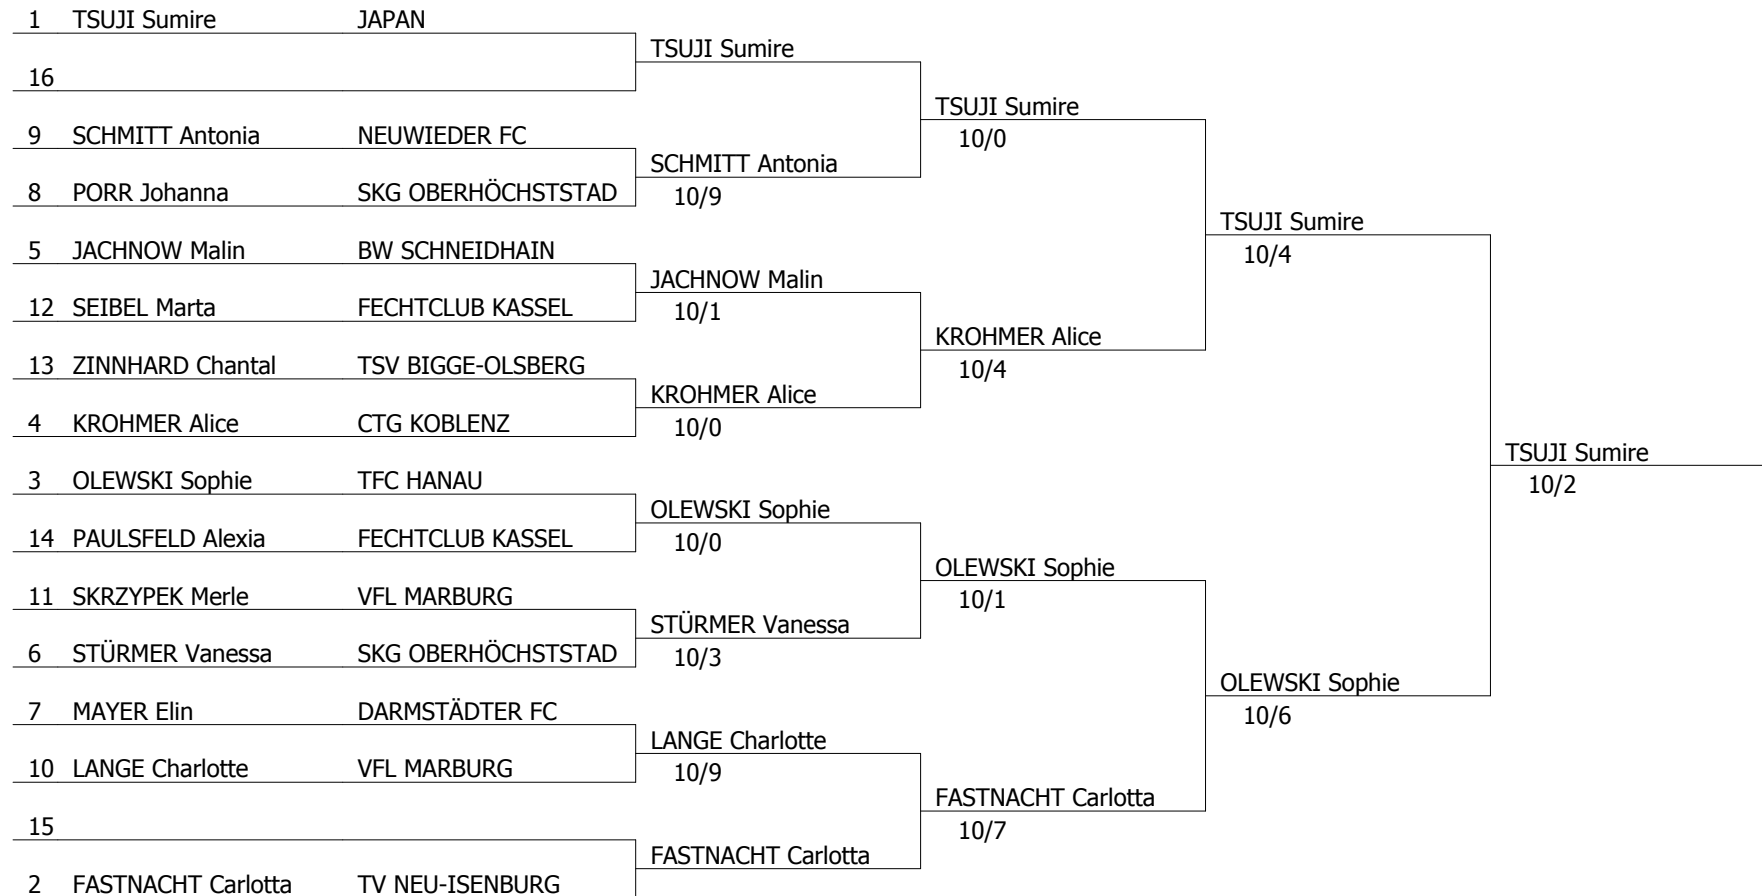 1 TSUJI Sumire JAPAN
TSUJI Sumire
16
TSUJI Sumire
10/0
9 SCHMITT Antonia NEUWIEDER FC
SCHMITT Antonia
10/9
8 PORR Johanna SKG OBERHÖCHSTSTAD
TSUJI Sumire
10/4
5 JACHNOW Malin BW SCHNEIDHAIN
JACHNOW Malin
10/1
12 SEIBEL Marta FECHTCLUB KASSEL
KROHMER Alice
10/4
13 ZINNHARD Chantal TSV BIGGE-OLSBERG
KROHMER Alice
10/0
4 KROHMER Alice CTG KOBLENZ
TSUJI Sumire
10/2
3 OLEWSKI Sophie TFC HANAU
OLEWSKI Sophie
10/0
14 PAULSFELD Alexia FECHTCLUB KASSEL
OLEWSKI Sophie
10/1
11 SKRZYPEK Merle VFL MARBURG
STÜRMER Vanessa
10/3
6 STÜRMER Vanessa SKG OBERHÖCHSTSTAD
OLEWSKI Sophie
10/6
7 MAYER Elin DARMSTÄDTER FC
LANGE Charlotte
10/9
10 LANGE Charlotte VFL MARBURG
FASTNACHT Carlotta
10/7
15
FASTNACHT Carlotta
2 FASTNACHT Carlotta TV NEU-ISENBURG